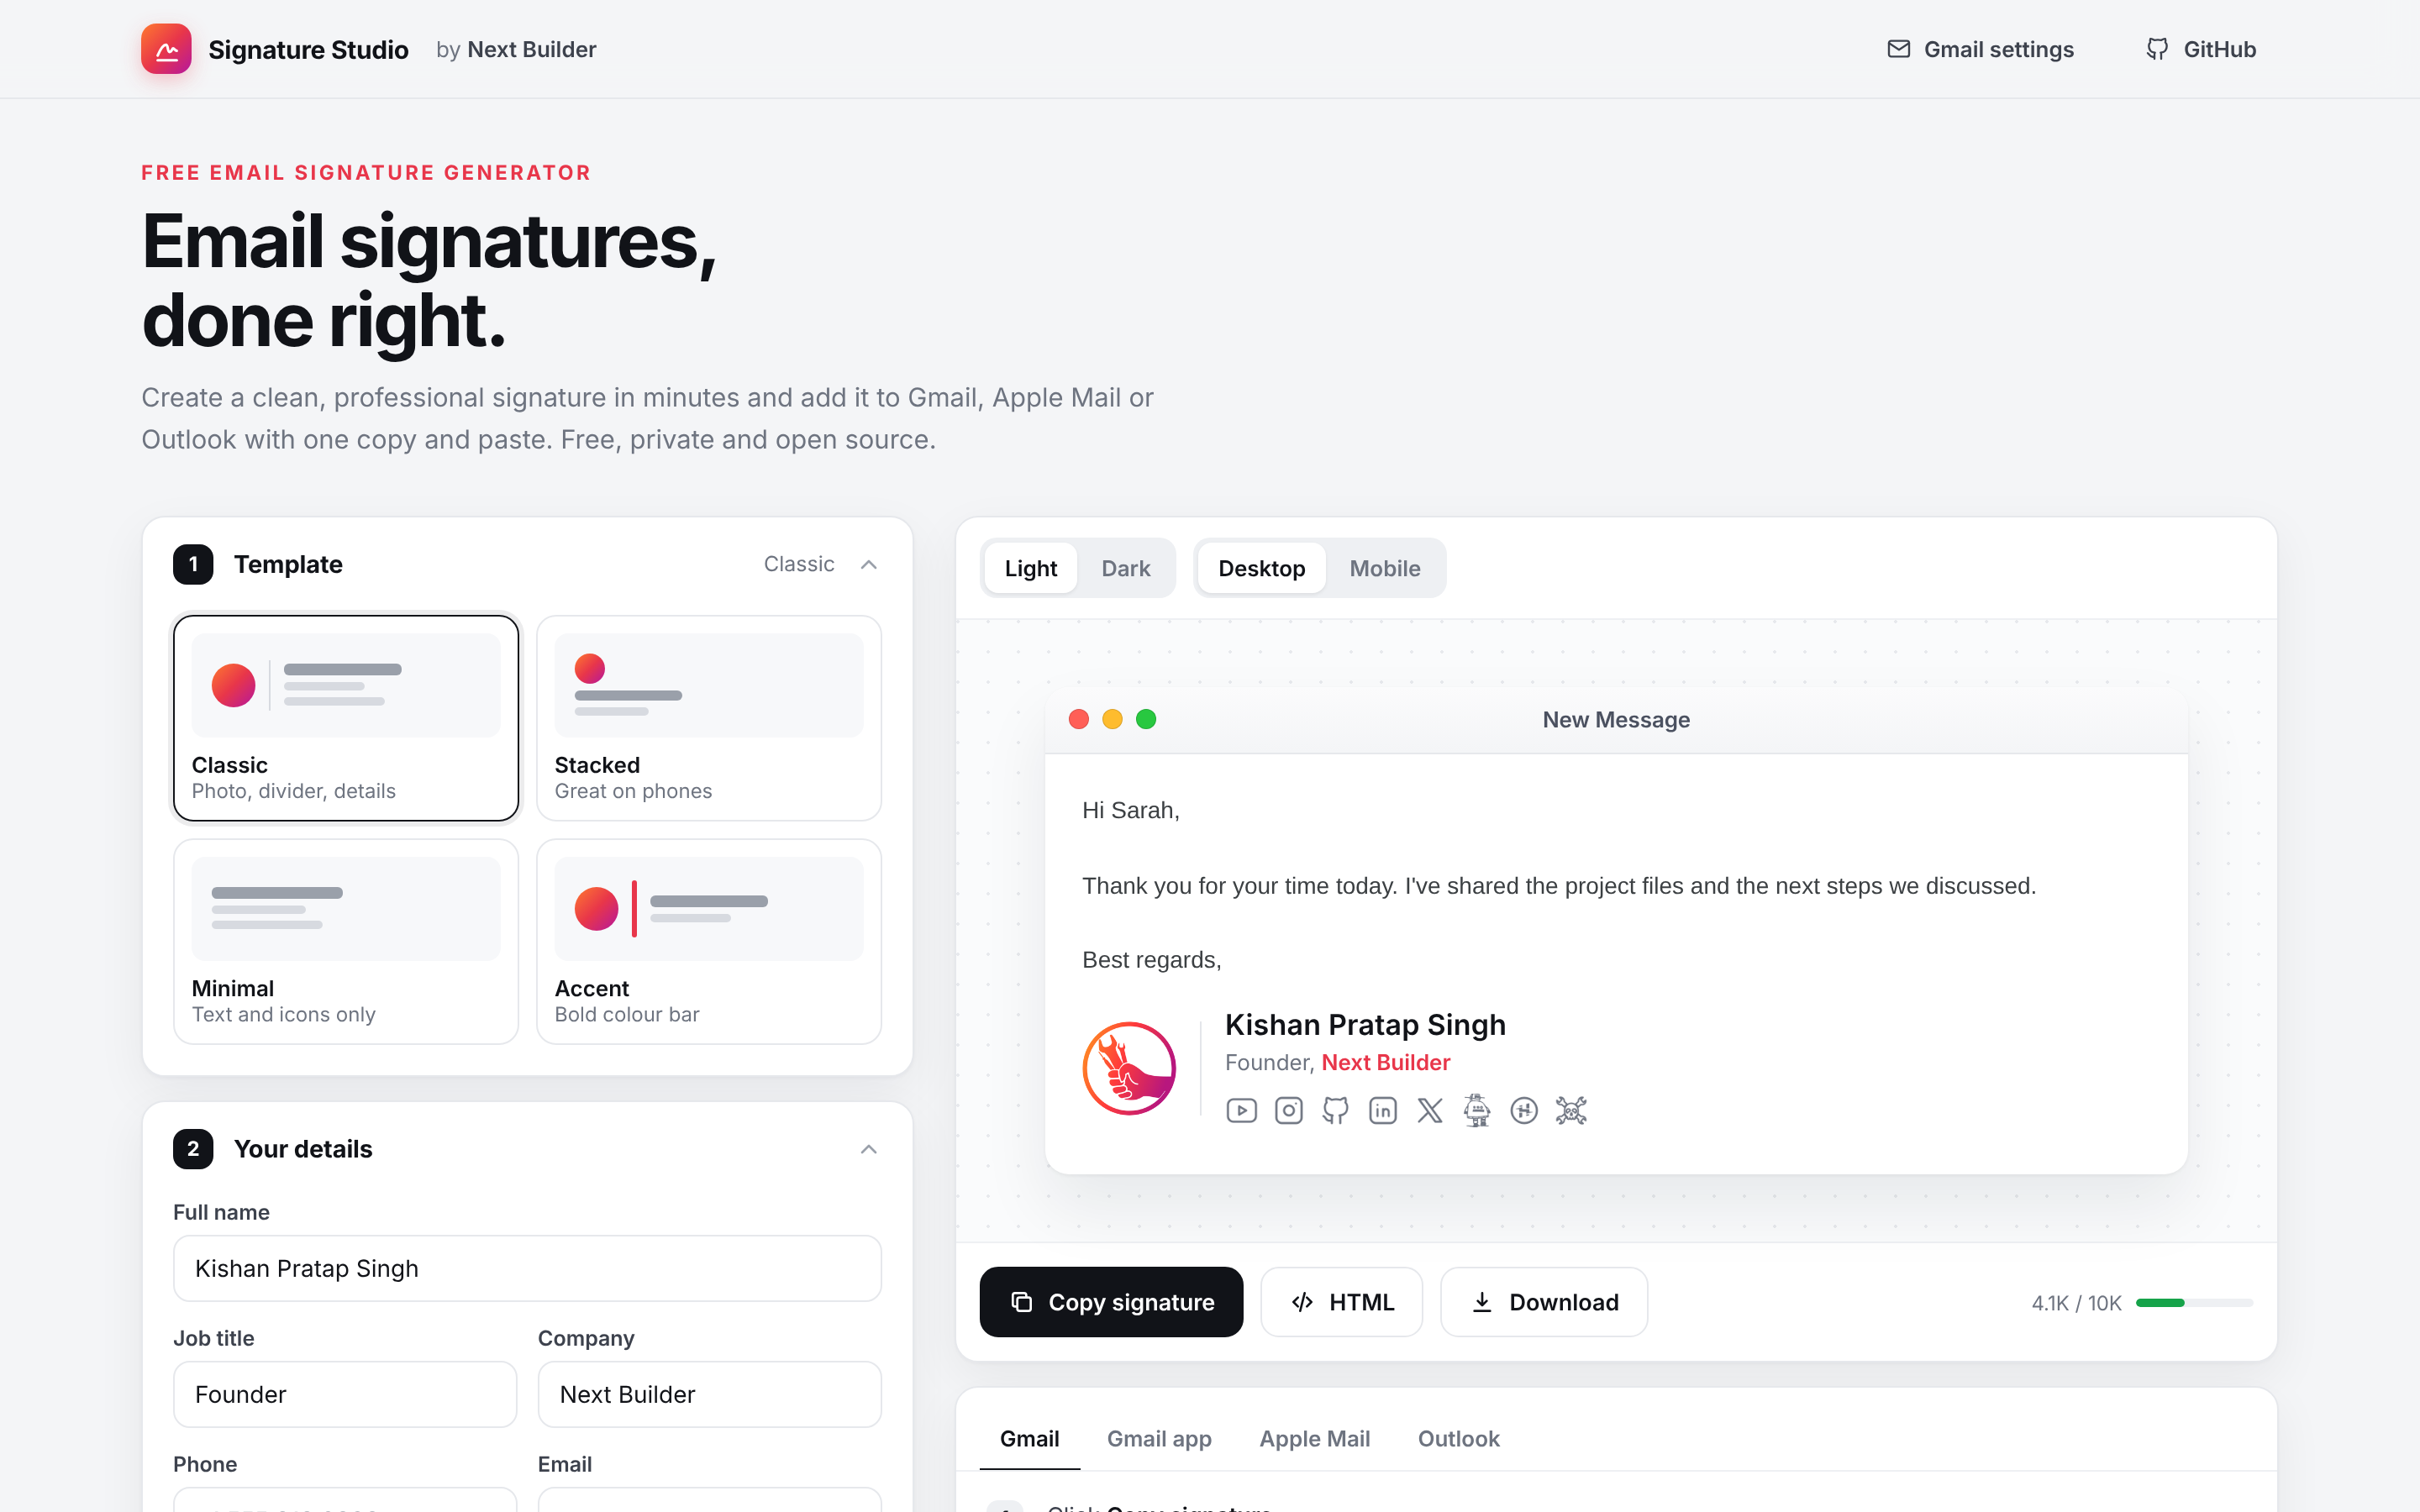 Signature Studio by Next Builder
Gmail settings
GitHub
FREE EMAIL SIGNATURE GENERATOR
Email signatures,
done right.
Create a clean, professional signature in minutes and add it to Gmail, Apple Mail or
Outlook with one copy and paste. Free, private and open source.
1 Template Classic
Classic
Photo, divider, details
Stacked
Great on phones
Minimal
Text and icons only
Accent
Bold colour bar
2 Your details
Full name
Kishan Pratap Singh
Job title
Founder
Company
Next Builder
Phone
Email
Light Dark Desktop Mobile
New Message
Hi Sarah,
Thank you for your time today. I've shared the project files and the next steps we discussed.
Best regards,
Kishan Pratap Singh
Founder, Next Builder
Copy signature
HTML
Download
4.1K / 10K
Gmail Gmail app Apple Mail Outlook
Click Copy signature